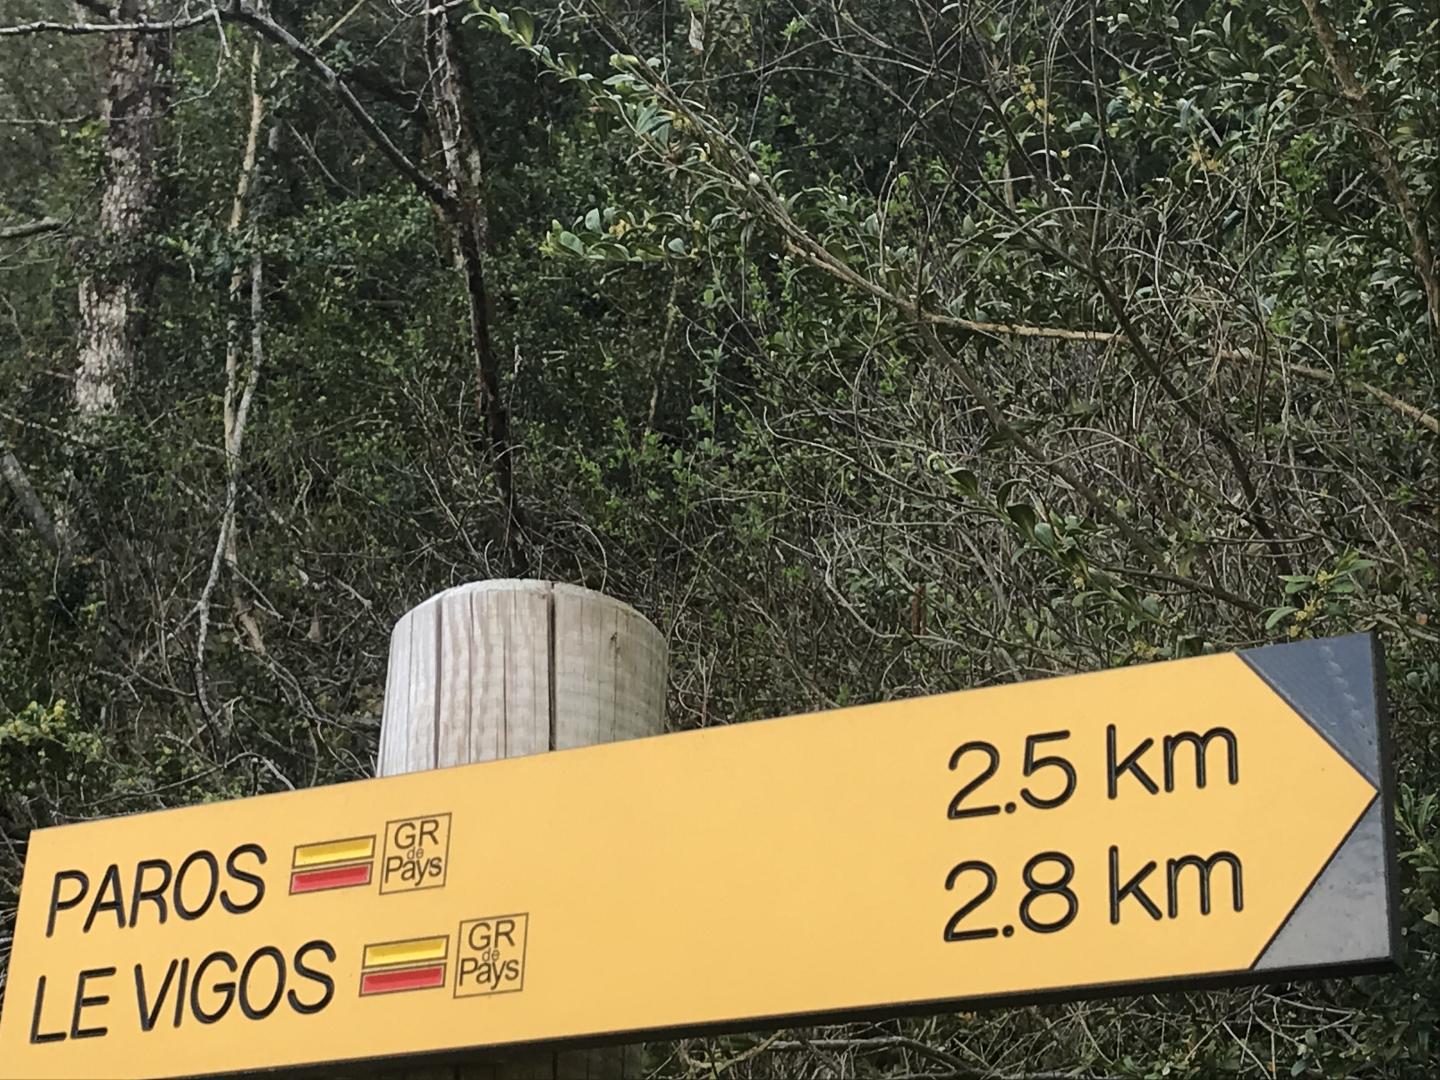 PAROS GR de Pays 2.5 km
LE VIGOS GR de Pays 2.8 km